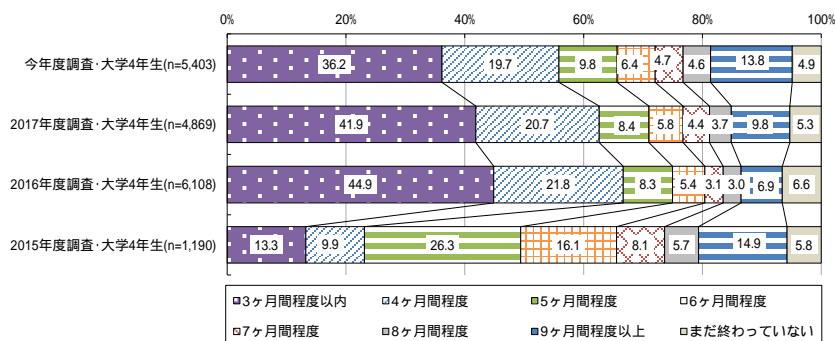 0% 20% 40% 60% 80% 100%
今年度調査・大学4年生(n=5,403) 36.2 19.7 9.8 6.4 4.7 4.6 13.8 4.9
2017年度調査・大学4年生(n=4,869) 41.9 20.7 8.4 5.8 4.4 3.7 9.8 5.3
2016年度調査・大学4年生(n=6,108) 44.9 21.8 8.3 5.4 3.1 3.0 6.9 6.6
2015年度調査・大学4年生(n=1,190) 13.3 9.9 26.3 16.1 8.1 5.7 14.9 5.8
3ヶ月間程度以内 4ヶ月間程度 5ヶ月間程度 6ヶ月間程度
7ヶ月間程度 8ヶ月間程度 9ヶ月間程度以上 まだ終わっていない